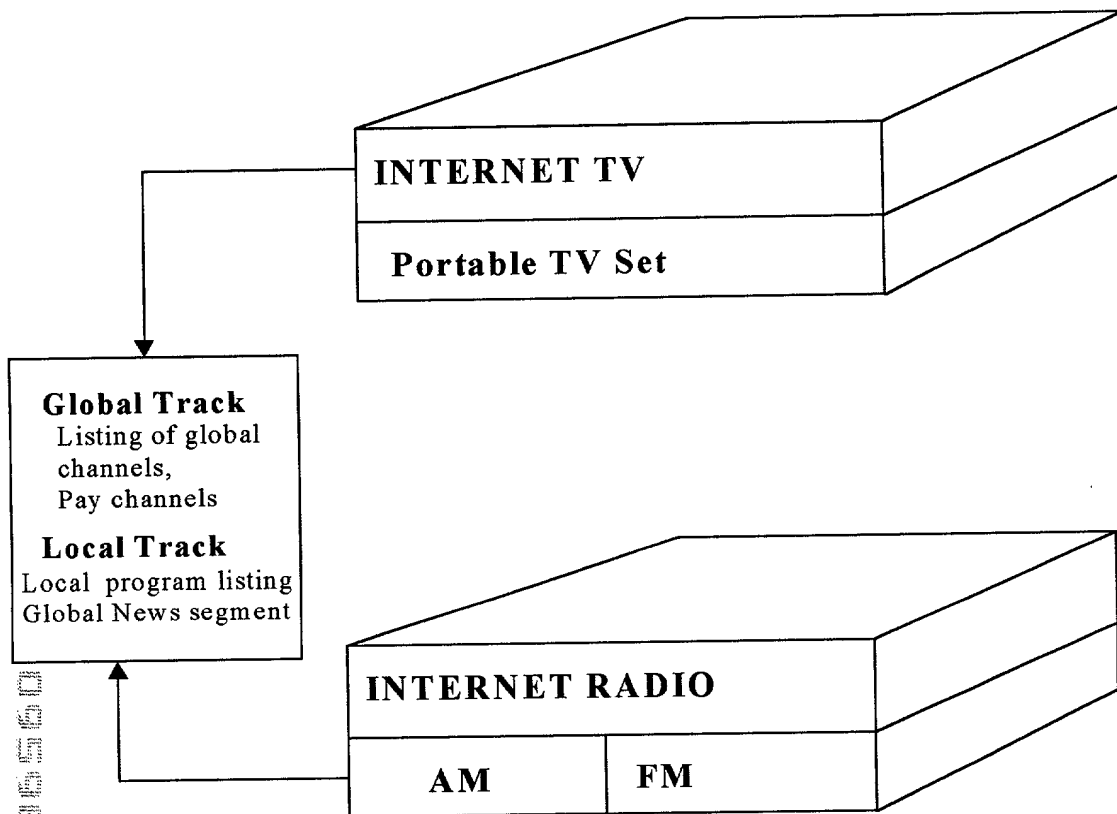 INTERNET TV
Portable TV Set
Global Track
Listing of global
channels,
Pay channels
Local Track
Local program listing
Global News segment
INTERNET RADIO
AM
FM